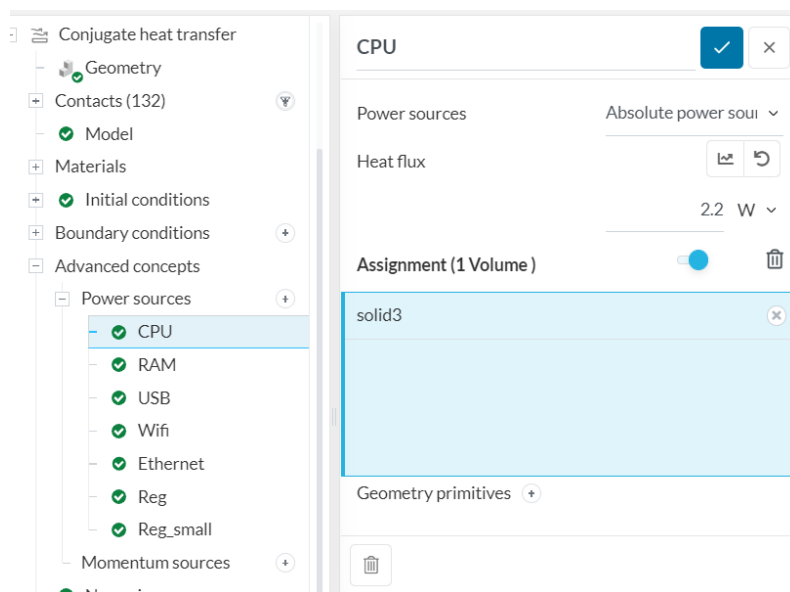 Conjugate heat transfer
Geometry
Contacts (132)
Model
Materials
Initial conditions
Boundary conditions
Advanced concepts
Power sources
CPU
RAM
USB
Wifi
Ethernet
Reg
Reg_small
Momentum sources
CPU
Power sources
Absolute power sour
Heat flux
2.2 W
Assignment (1 Volume )
solid3
Geometry primitives